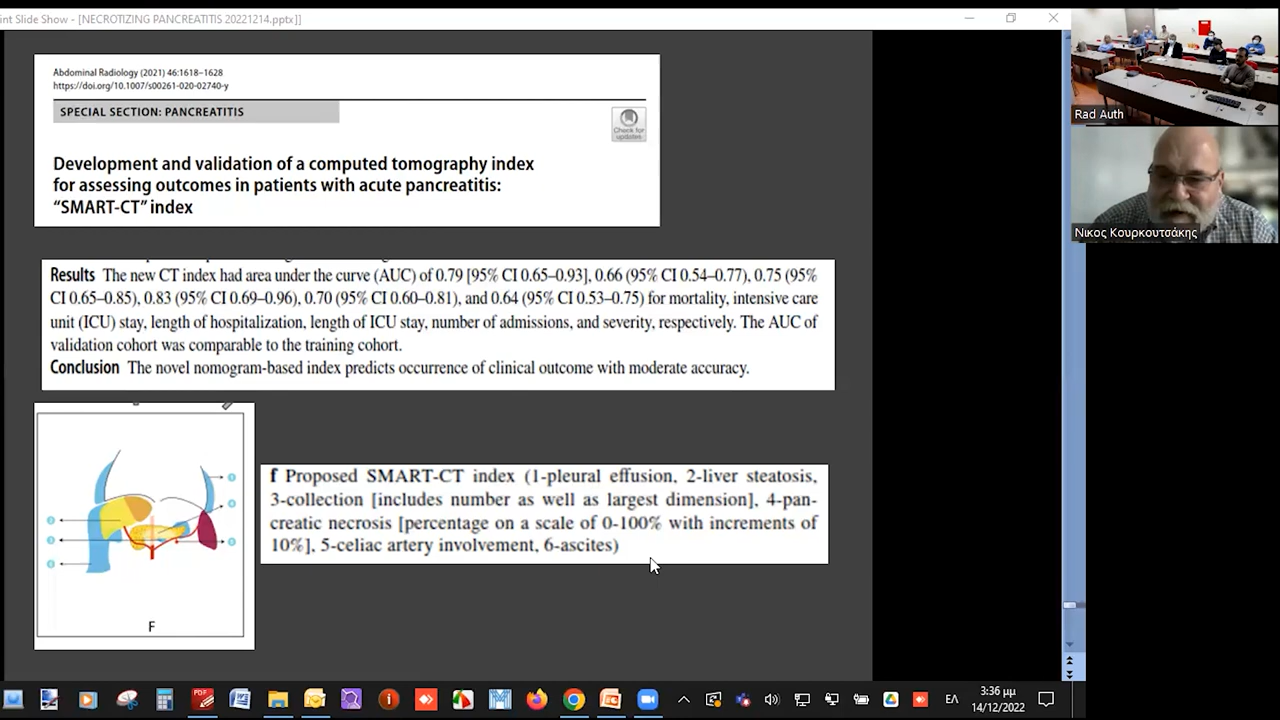 int Slide Show - [NECROTIZING PANCREATITIS 20221214.pptx]]
Abdominal Radiology (2021) 46:1618–1628
https://doi.org/10.1007/s00261-020-02740-y
SPECIAL SECTION: PANCREATITIS
Check for
updates
Development and validation of a computed tomography index
for assessing outcomes in patients with acute pancreatitis:
“SMART-CT” index
Results The new CT index had area under the curve (AUC) of 0.79 [95% CI 0.65–0.93], 0.66 (95% CI 0.54–0.77), 0.75 (95%
CI 0.65–0.85), 0.83 (95% CI 0.69–0.96), 0.70 (95% CI 0.60–0.81), and 0.64 (95% CI 0.53–0.75) for mortality, intensive care
unit (ICU) stay, length of hospitalization, length of ICU stay, number of admissions, and severity, respectively. The AUC of
validation cohort was comparable to the training cohort.
Conclusion The novel nomogram-based index predicts occurrence of clinical outcome with moderate accuracy.
F
f Proposed SMART-CT index (1-pleural effusion, 2-liver steatosis,
3-collection [includes number as well as largest dimension], 4-pan-
creatic necrosis [percentage on a scale of 0-100% with increments of
10%], 5-celiac artery involvement, 6-ascites)
Rad Auth
Νικος Κουρκουτσάκης
PDF
ΕΛ
3:36 μμ
14/12/2022